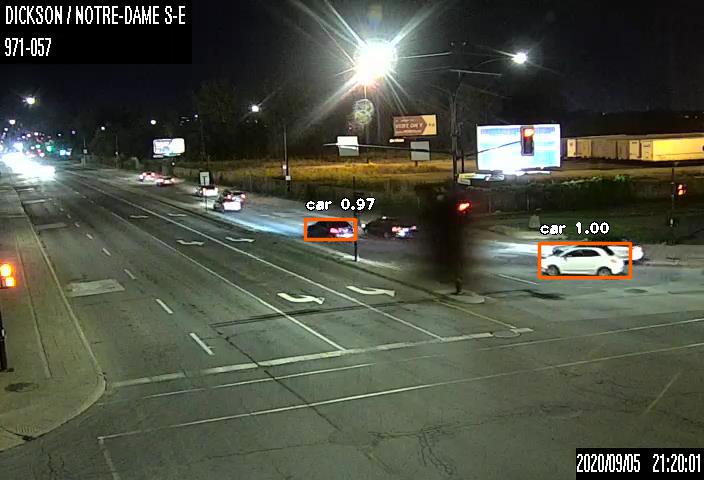 DICKSON / NOTRE-DAME S-E
971-057
car 0.97
car 1.00
2020/09/05 21:20:01